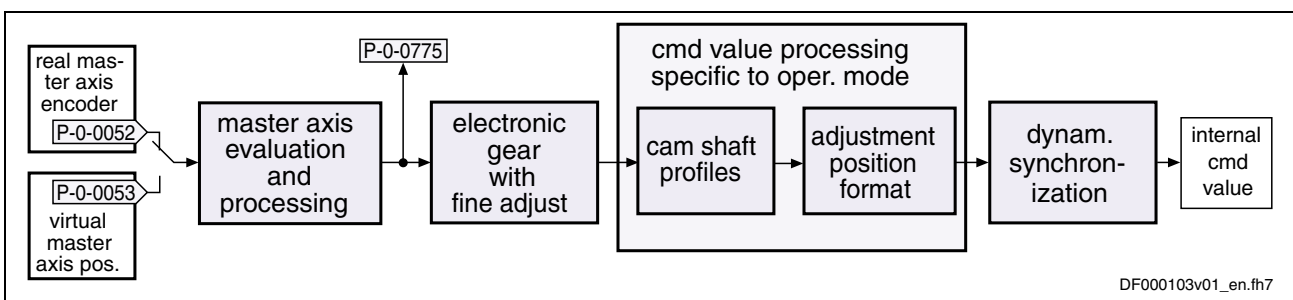 real mas-
ter axis
encoder
P-0-0052
P-0-0053
virtual
master
axis pos.
master axis
evaluation
and
processing
P-0-0775
electronic
gear
with
fine adjust
cmd value processing
specific to oper. mode
cam shaft
profiles
adjustment
position
format
dynam.
synchron-
ization
internal
cmd
value
DF000103v01_en.fh7